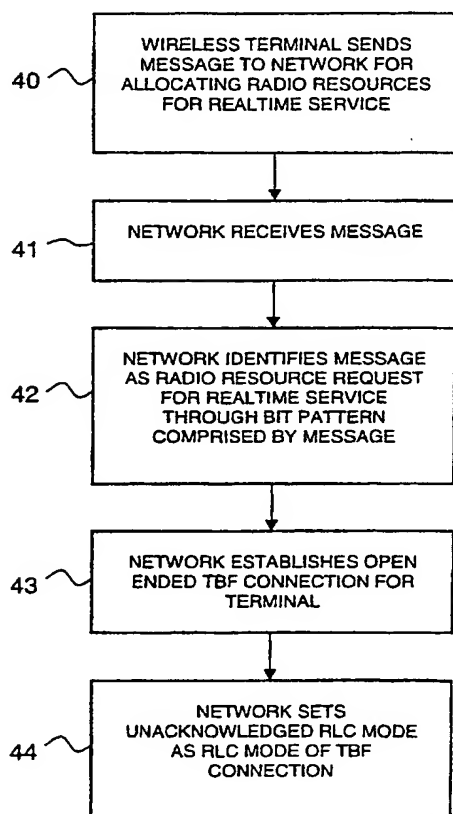 40
WIRELESS TERMINAL SENDS
MESSAGE TO NETWORK FOR
ALLOCATING RADIO RESOURCES
FOR REALTIME SERVICE
41
NETWORK RECEIVES MESSAGE
42
NETWORK IDENTIFIES MESSAGE
AS RADIO RESOURCE REQUEST
FOR REALTIME SERVICE
THROUGH BIT PATTERN
COMPRISED BY MESSAGE
43
NETWORK ESTABLISHES OPEN
ENDED TBF CONNECTION FOR
TERMINAL
44
NETWORK SETS
UNACKNOWLEDGED RLC MODE
AS RLC MODE OF TBF
CONNECTION